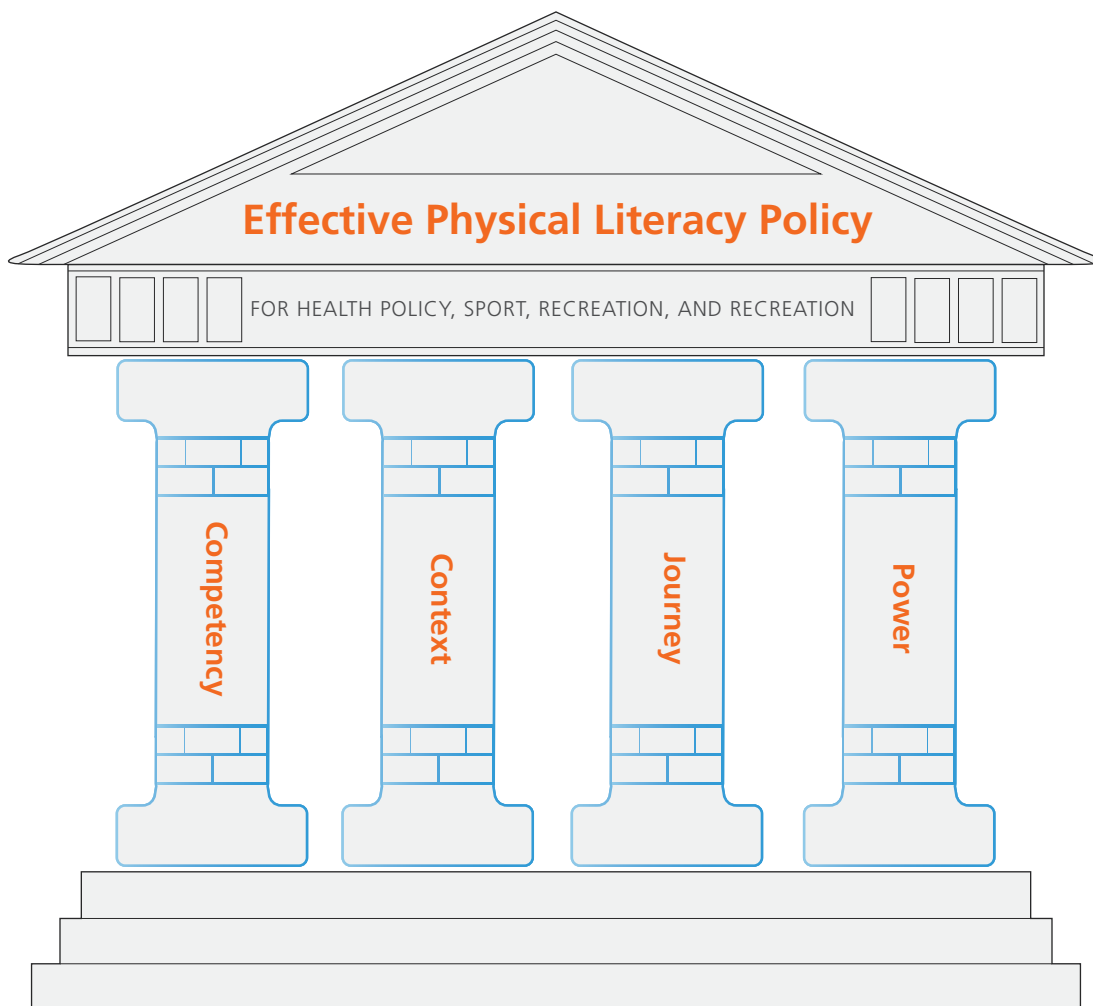 Effective Physical Literacy Policy
FOR HEALTH POLICY, SPORT, RECREATION, AND RECREATION
Competency
Context
Journey
Power